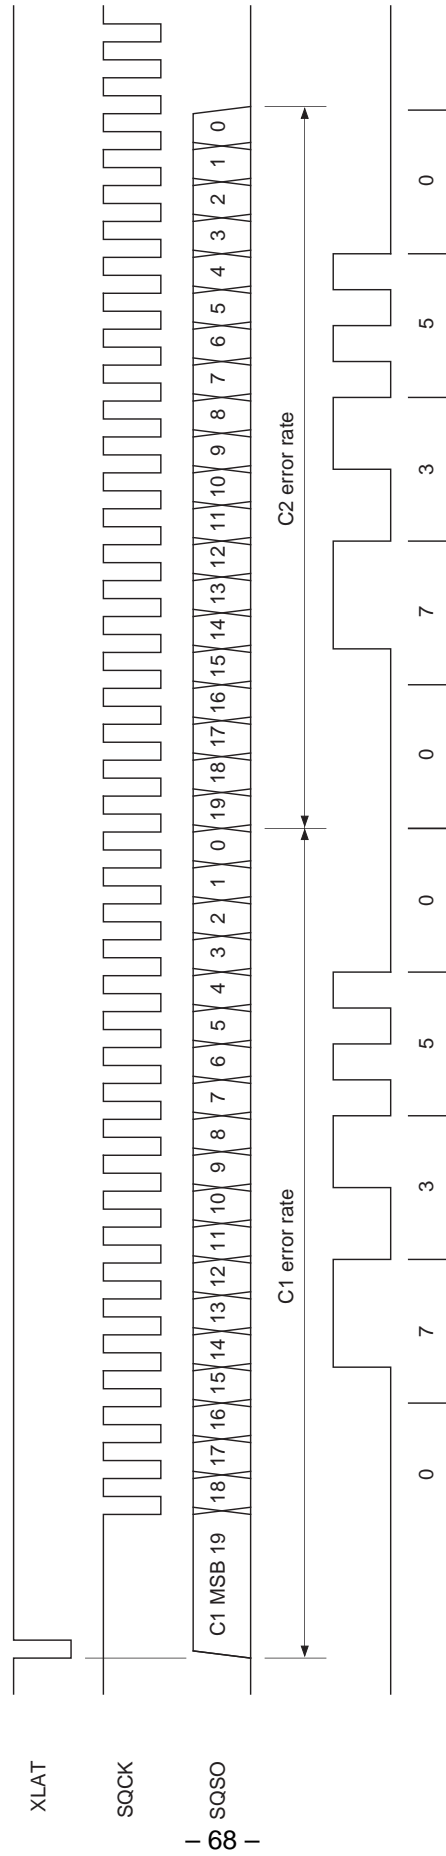 XLAT
SQCK
SQSO
C1 MSB 19 18 17 16 15 14 13 12 11 10 9 8 7 6 5 4 3 2 1 0 19 18 17 16 15 14 13 12 11 10 9 8 7 6 5 4 3 2 1 0
C1 error rate C2 error rate
0 7 3 5 0 0 7 3 5 0
– 68 –